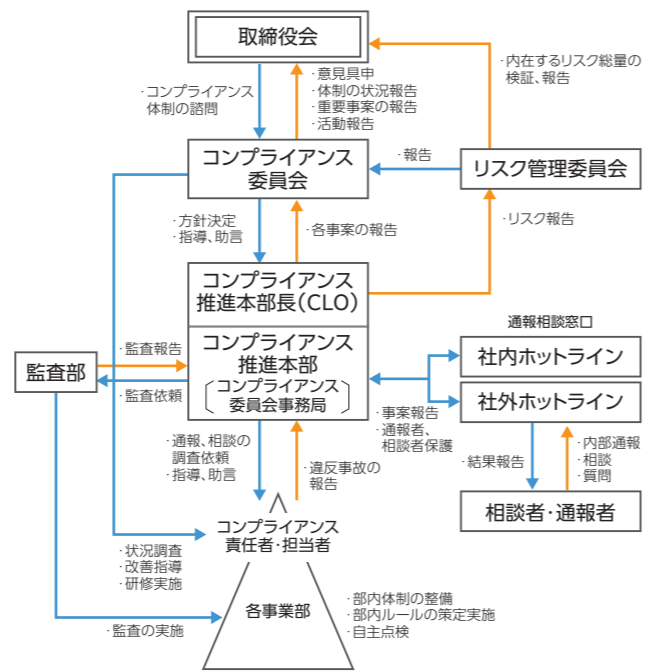 取締役会
・コンプライアンス
体制の諮問
・意見具申
・体制の状況報告
・重要事案の報告
・活動報告
・内在するリスク総量の
検証、報告
コンプライアンス
委員会
・報告
リスク管理委員会
・方針決定
・指導、助言
・各事案の報告
・リスク報告
コンプライアンス
推進本部長(CLO)
通報相談窓口
コンプライアンス
推進本部
コンプライアンス
委員会事務局
監査部
・監査報告
・監査依頼
社内ホットライン
社外ホットライン
・事案報告
・通報者、
相談者保護
・通報、相談の
調査依頼
・指導、助言
・違反事故の
報告
・結果報告
・内部通報
・相談
・質問
相談者・通報者
コンプライアンス
責任者・担当者
・状況調査
・改善指導
・研修実施
各事業部
・部内体制の整備
・部内ルールの策定実施
・自主点検
・監査の実施